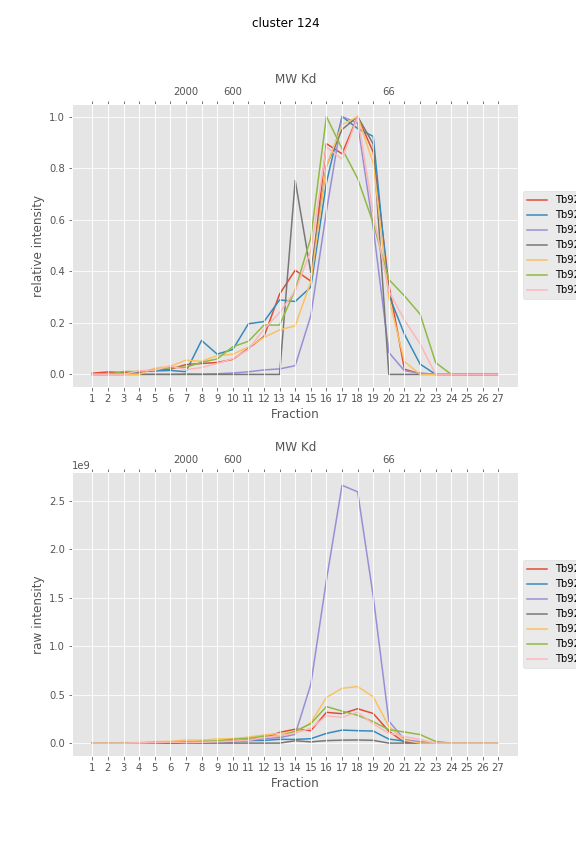 cluster 124
MW Kd
2000 600 66
1.0
0.8
0.6
0.4
0.2
0.0
relative intensity
Tb92
Tb92
Tb92
Tb92
Tb92
Tb92
Tb92
1 2 3 4 5 6 7 8 9 10 11 12 13 14 15 16 17 18 19 20 21 22 23 24 25 26 27
Fraction
MW Kd
1e9
2000 600 66
2.5
2.0
1.5
1.0
0.5
0.0
raw intensity
Tb92
Tb92
Tb92
Tb92
Tb92
Tb92
Tb92
1 2 3 4 5 6 7 8 9 10 11 12 13 14 15 16 17 18 19 20 21 22 23 24 25 26 27
Fraction